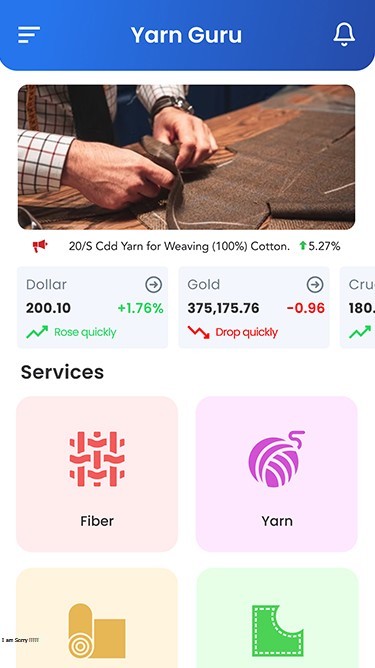 Yarn Guru
20/S Cdd Yarn for Weaving (100%) Cotton. 5.27%
Dollar
200.10 +1.76%
Rose quickly
Gold
375,175.76 -0.96
Drop quickly
Cru
180.
Services
Fiber
Yarn
I am Sorry !!!!!